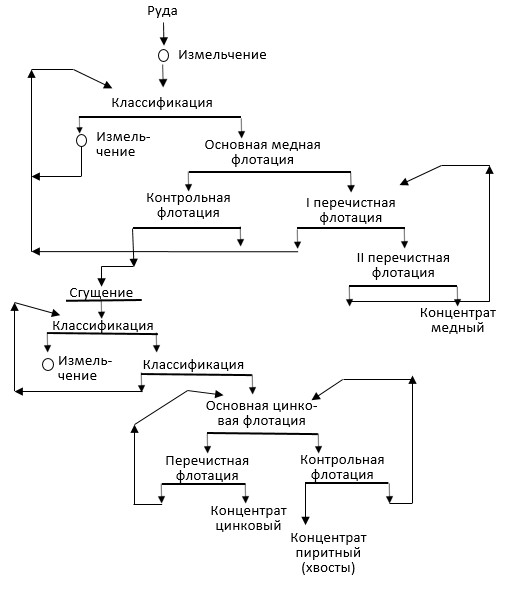 Руда
Измельчение
Классификация
Измель-
чение
Основная медная
флотация
Контрольная
флотация
I перечистная
флотация
II перечистная
флотация
Сгущение
Концентрат
медный
Классификация
Измель-
чение
Классификация
Основная цинко-
вая флотация
Перечистная
флотация
Контрольная
флотация
Концентрат
цинковый
Концентрат
пиритный
(хвосты)